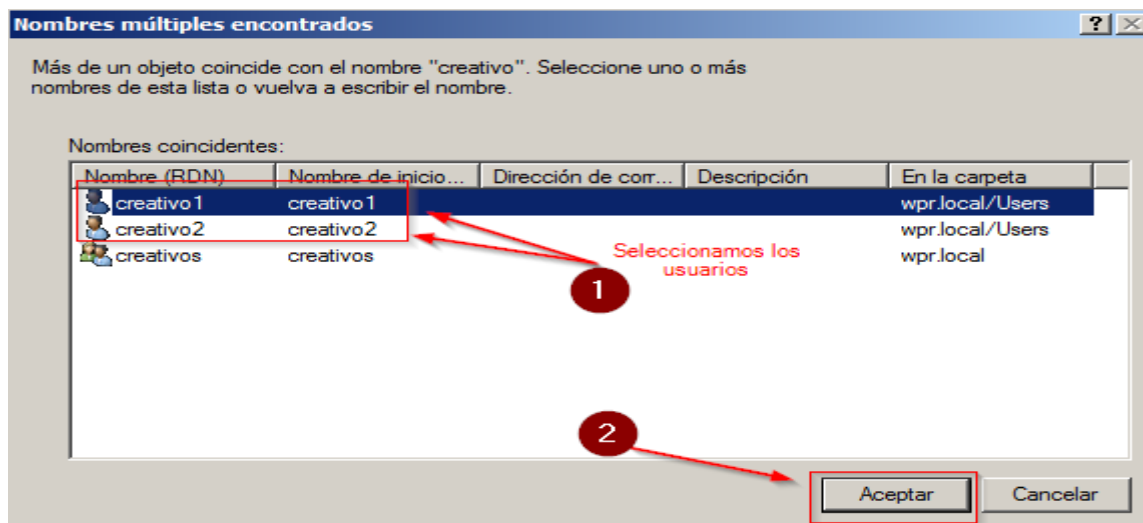 Nombres múltiples encontrados
?
Más de un objeto coincide con el nombre "creativo". Seleccione uno o más
nombres de esta lista o vuelva a escribir el nombre.
Nombres coincidentes:
Nombre (RDN) Nombre de inicio... Dirección de corr... Descripción En la carpeta
creativo1 creativo1 wpr.local/Users
creativo2 creativo2 wpr.local/Users
creativos creativos wpr.local
Seleccionamos los
usuarios
1
2
Aceptar Cancelar